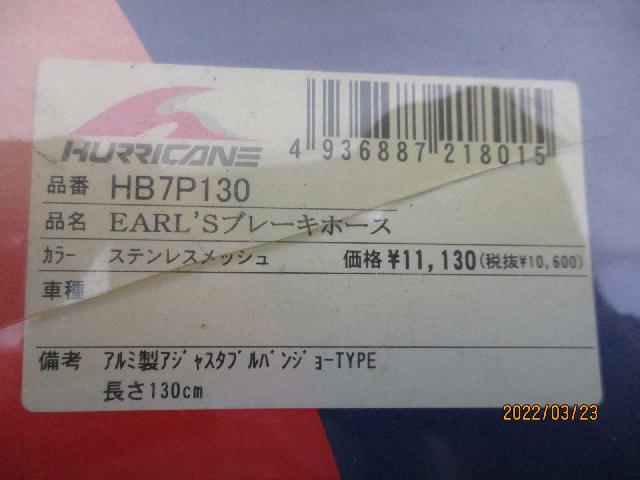 HURRICANE
4 936887 218015
品番 HB7P130
品名 EARL'Sブレーキホース
ｶﾗｰ ステンレスメッシュ 価格 ¥11,130(税抜¥10,600)
車種
備考 ｱﾙﾐ製ｱｼﾞｬｽﾀﾌﾞﾙﾊﾞﾝｼﾞｮｰTYPE
長さ130cm
2022/03/23